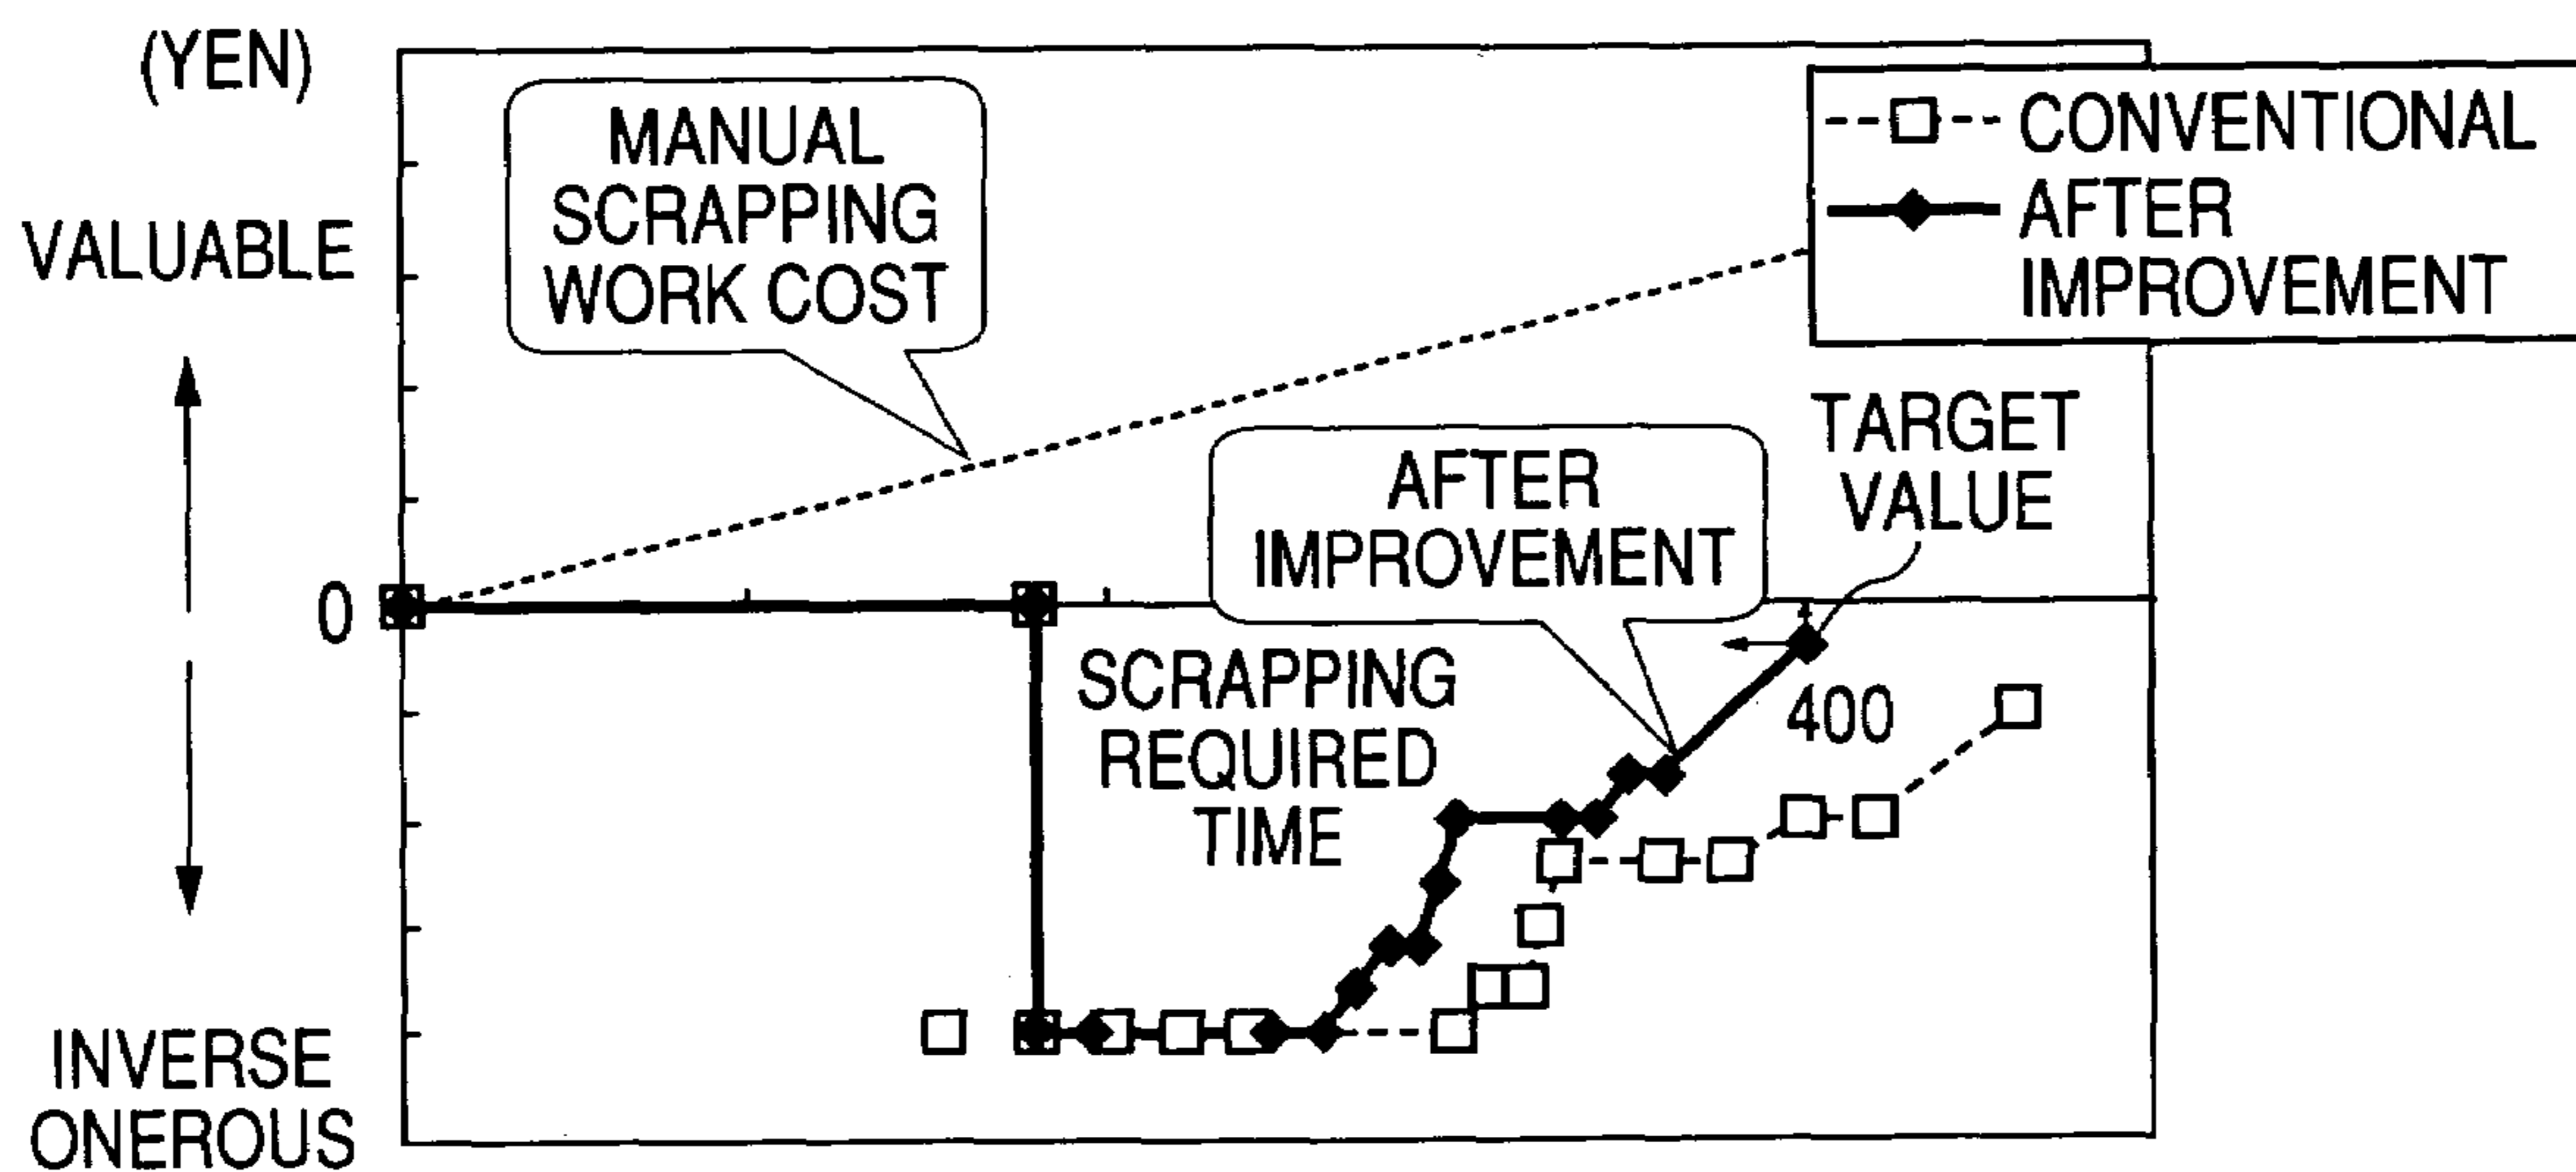 (YEN)
VALUABLE
0
INVERSE
ONEROUS
MANUAL
SCRAPPING
WORK COST
CONVENTIONAL
AFTER
IMPROVEMENT
TARGET
VALUE
AFTER
IMPROVEMENT
SCRAPPING
REQUIRED
TIME
400